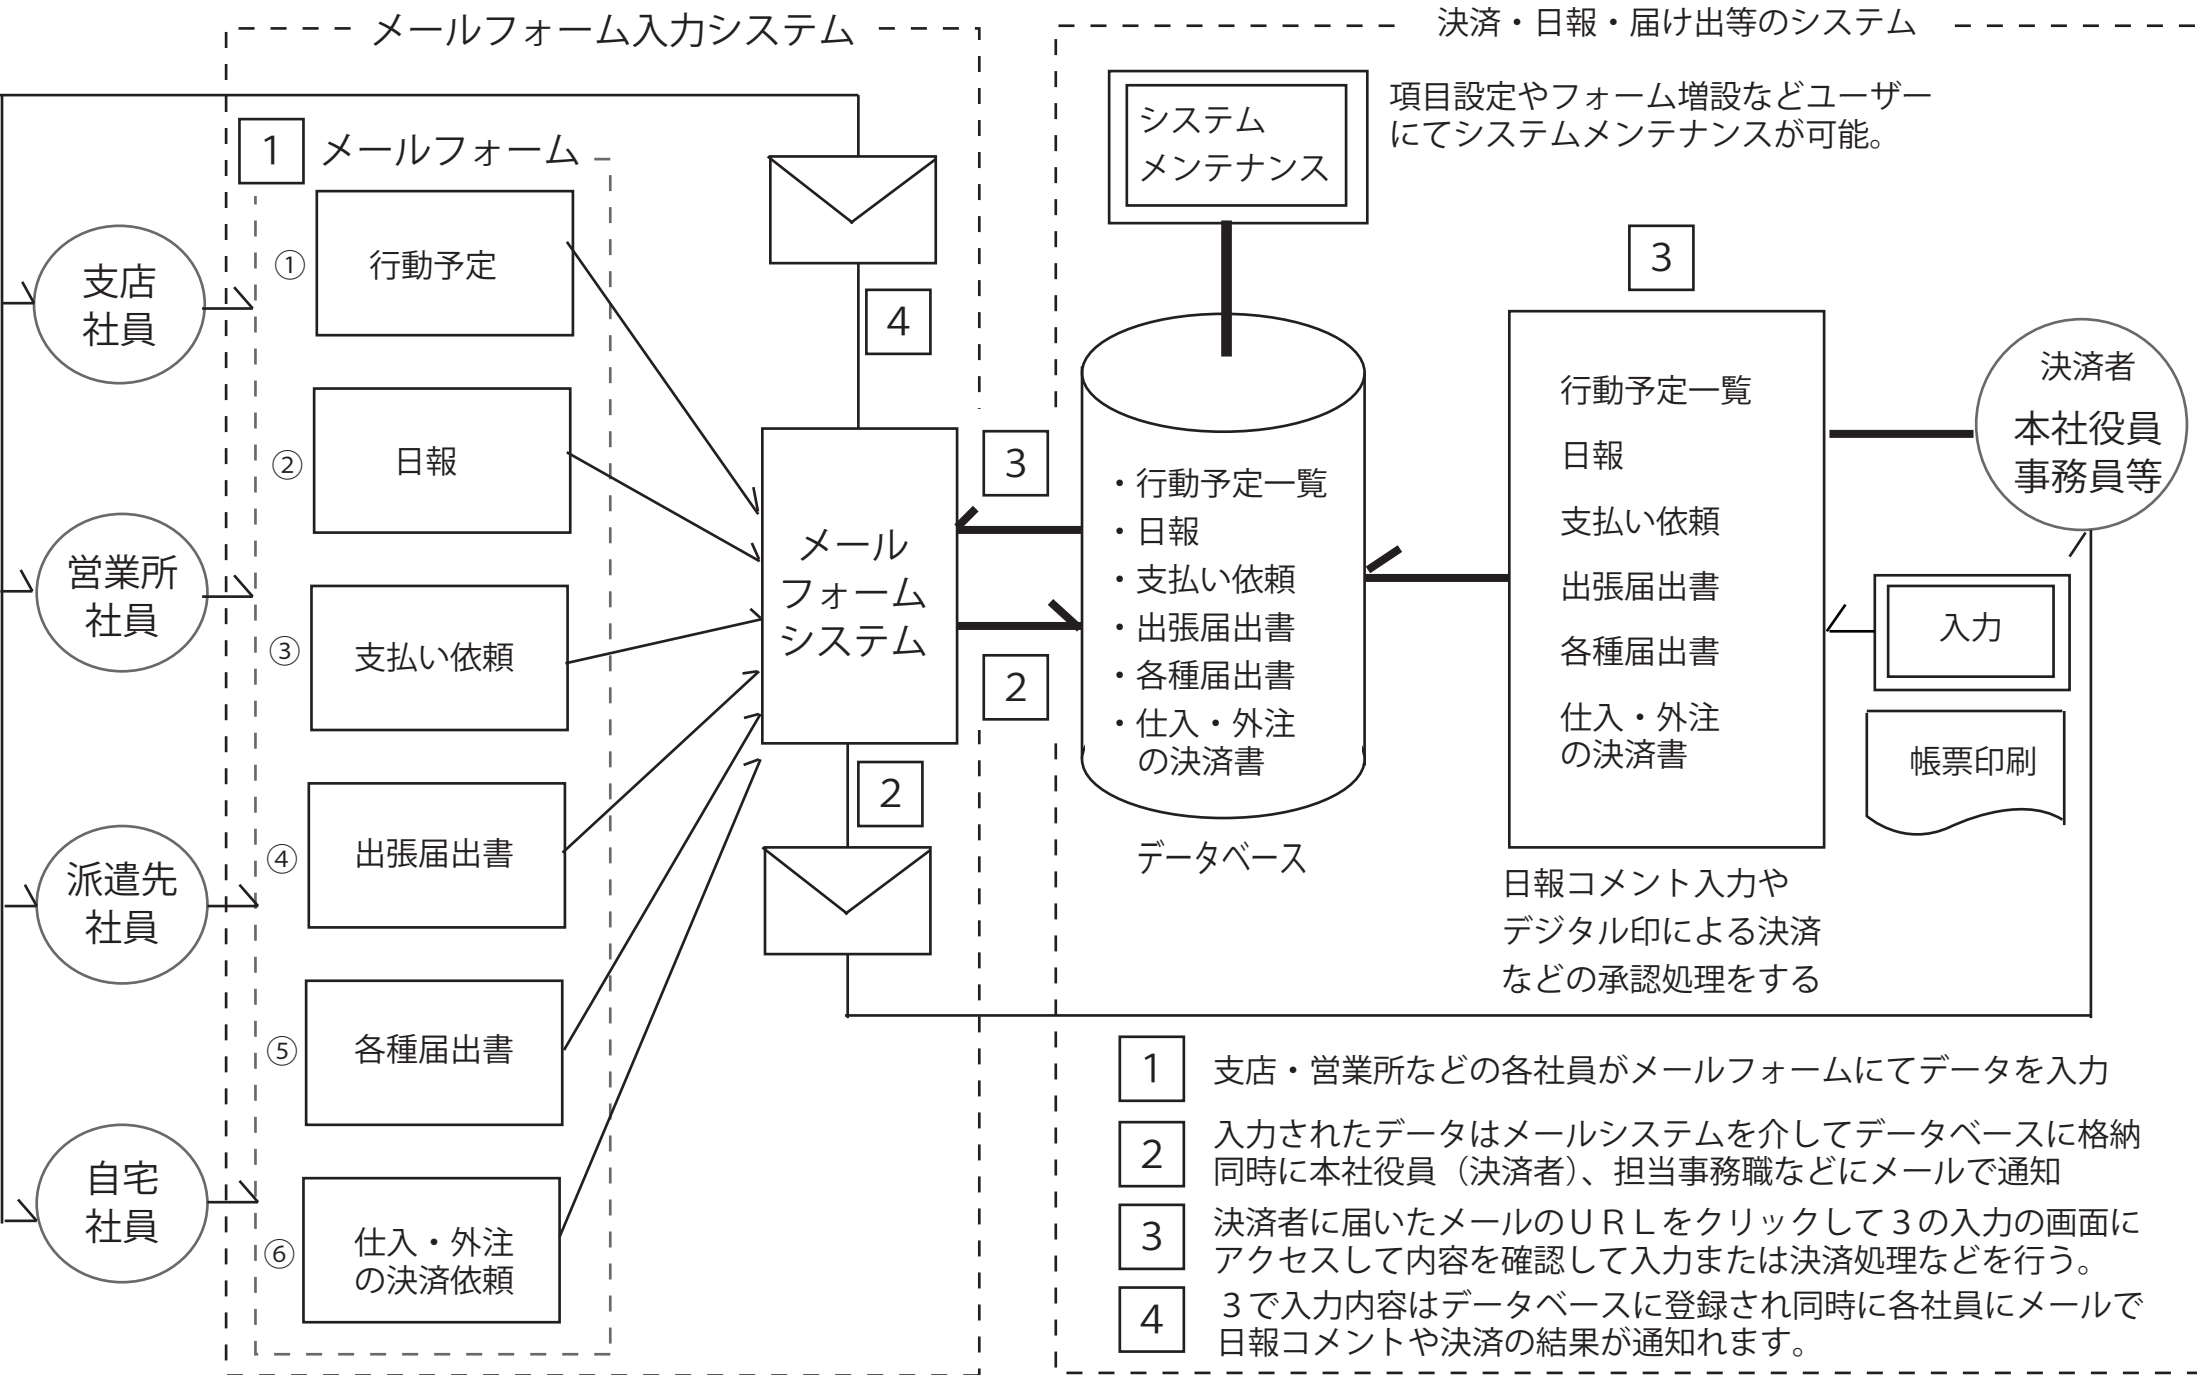 メールフォーム入力システム
決済・日報・届け出等のシステム
1
メールフォーム
支店
社員
営業所
社員
派遣先
社員
自宅
社員
①
行動予定
②
日報
③
支払い依頼
④
出張届出書
⑤
各種届出書
⑥
仕入・外注
の決済依頼
4
メール
フォーム
システム
2
3
2
システム
メンテナンス
項目設定やフォーム増設などユーザー
にてシステムメンテナンスが可能。
・行動予定一覧
・日報
・支払い依頼
・出張届出書
・各種届出書
・仕入・外注
の決済書
データベース
3
行動予定一覧
日報
支払い依頼
出張届出書
各種届出書
仕入・外注
の決済書
日報コメント入力や
デジタル印による決済
などの承認処理をする
決済者
本社役員
事務員等
入力
帳票印刷
1
支店・営業所などの各社員がメールフォームにてデータを入力
2
入力されたデータはメールシステムを介してデータベースに格納
同時に本社役員（決済者）、担当事務職などにメールで通知
3
決済者に届いたメールのＵＲＬをクリックして３の入力の画面に
アクセスして内容を確認して入力または決済処理などを行う。
4
３で入力内容はデータベースに登録され同時に各社員にメールで
日報コメントや決済の結果が通知れます。